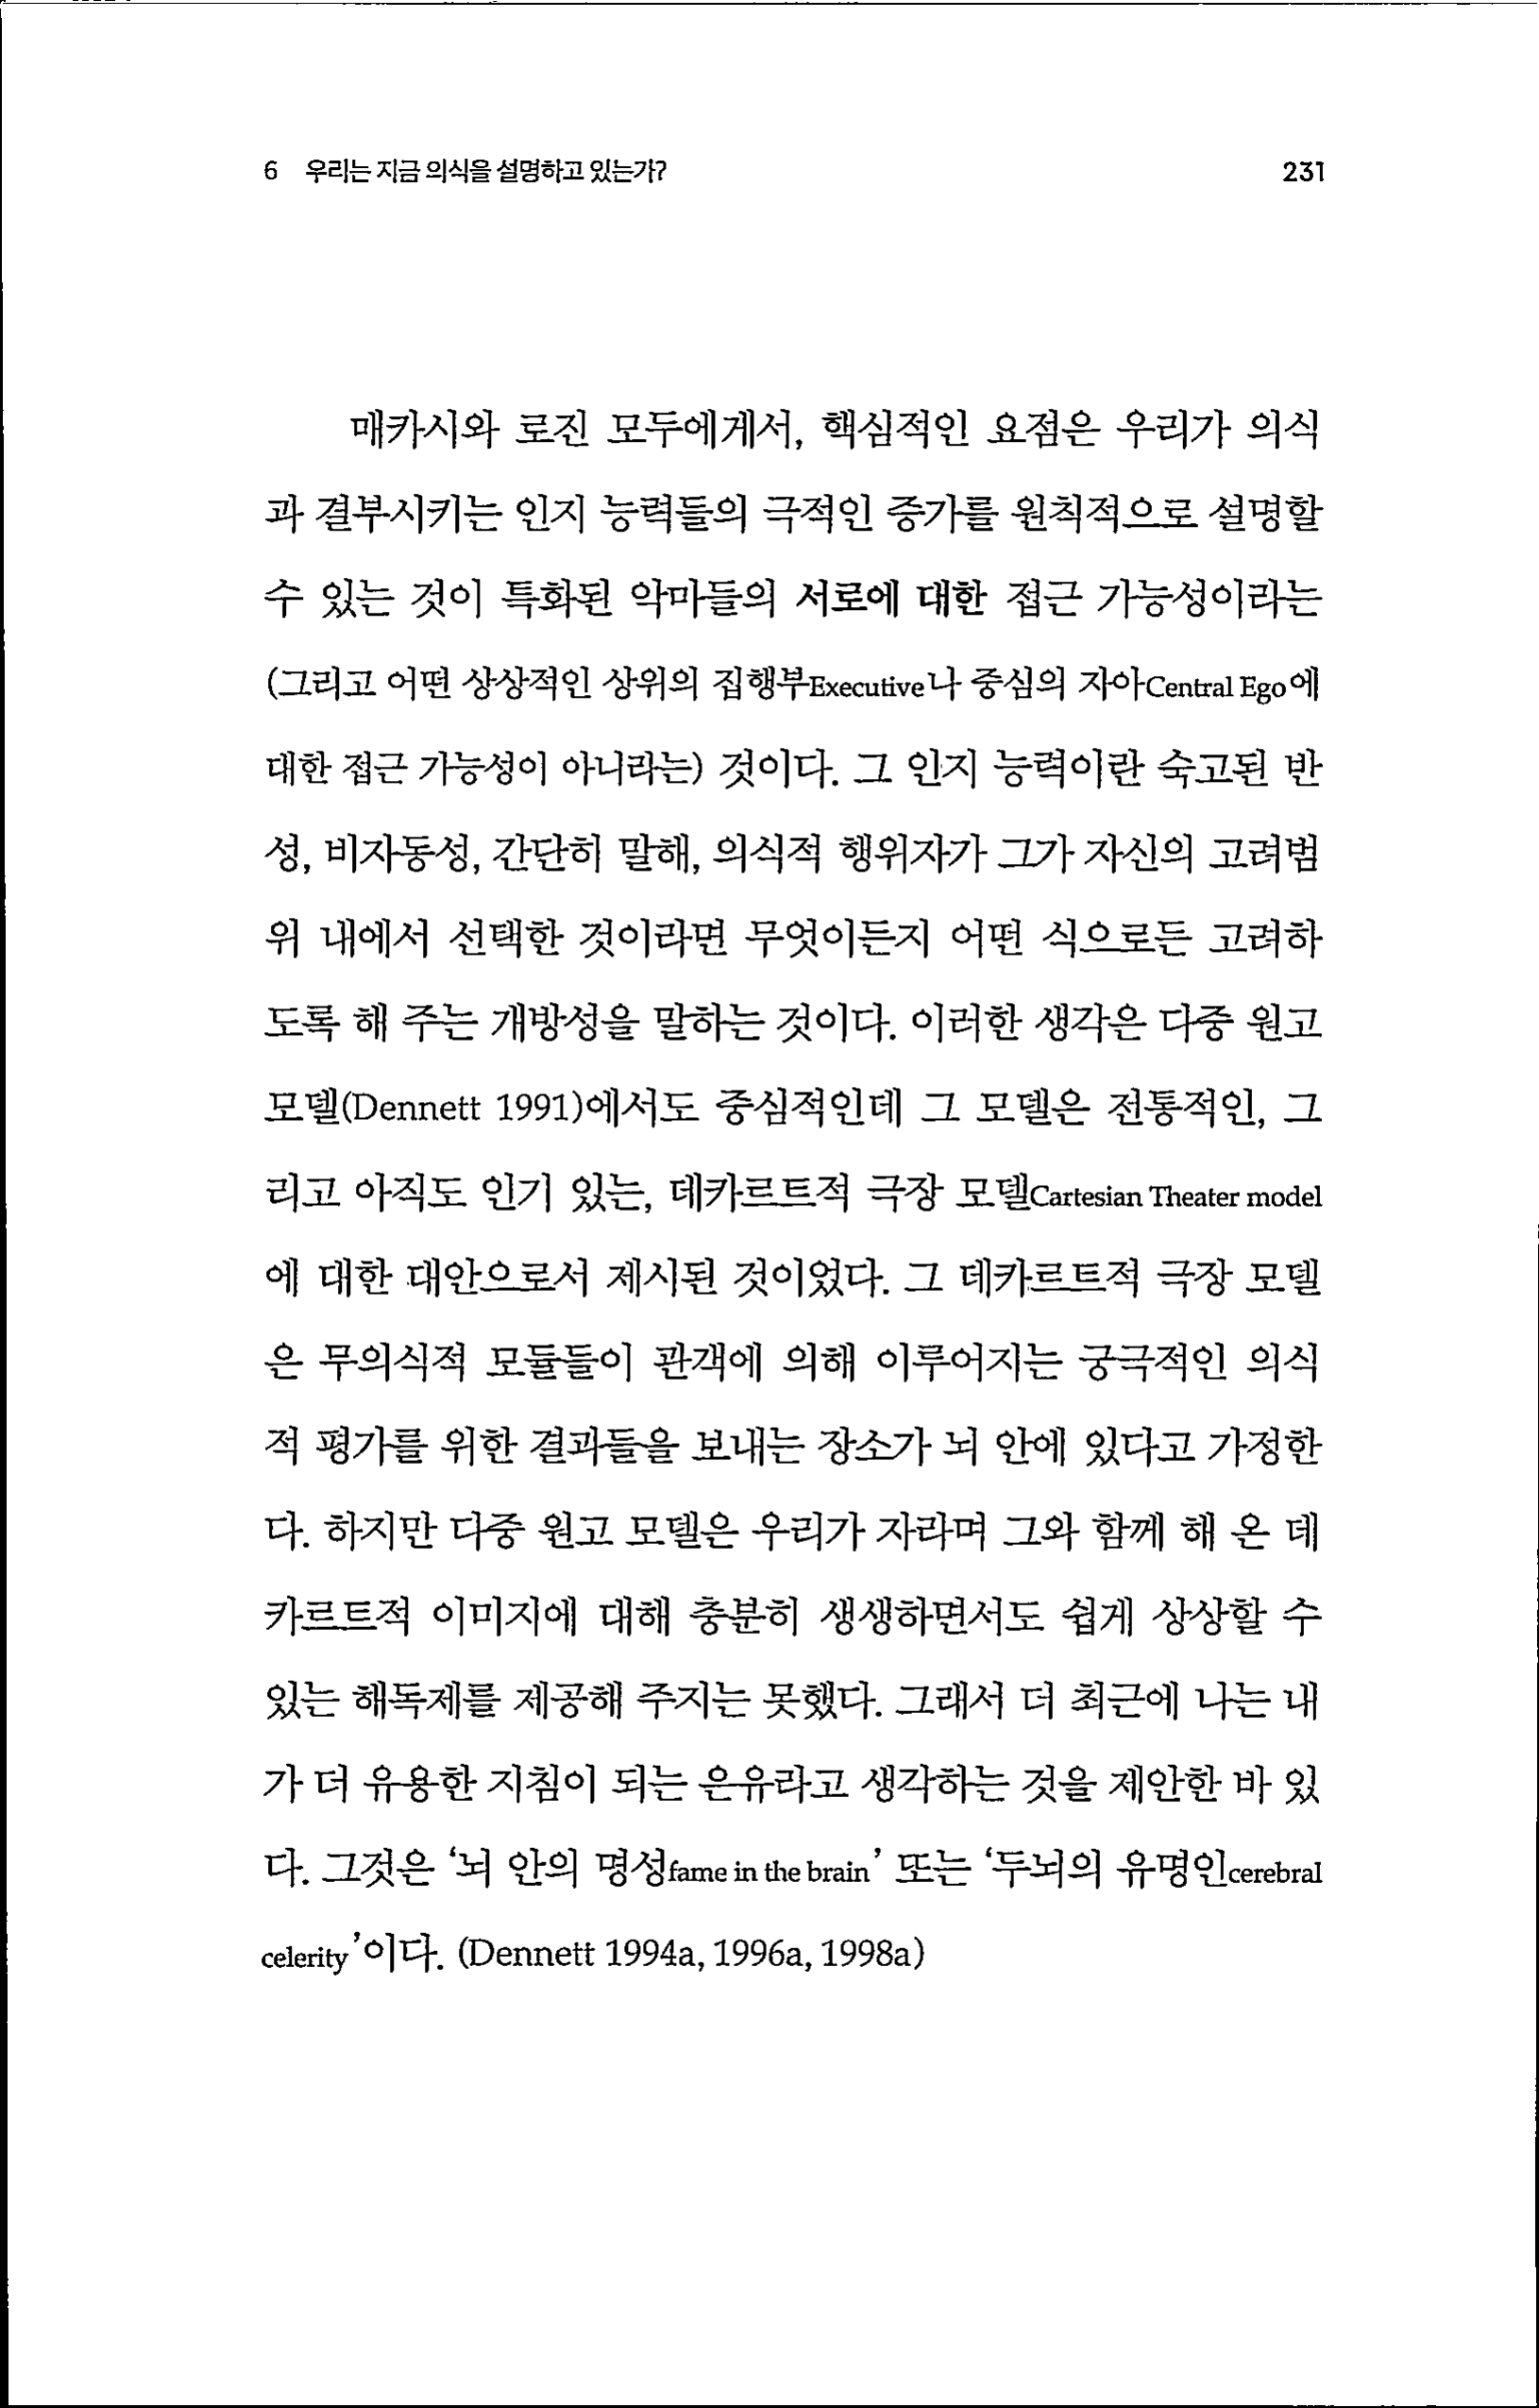 6 우리는 지금 의식을 설명하고 있는가? 231
매카시와 로진 모두에게서, 핵심적인 요점은 우리가 의식
과 결부시키는 인지 능력들의 극적인 증가를 원칙적으로 설명할
수 있는 것이 특화된 악마들의 서로에 대한 접근 가능성이라는
(그리고 어떤 상상적인 상위의 집행부Executive나 중심의 자아Central Ego에
대한 접근 가능성이 아니라는) 것이다. 그 인지 능력이란 숙고된 반
성, 비자동성, 간단히 말해, 의식적 행위자가 그가 자신의 고려범
위 내에서 선택한 것이라면 무엇이든지 어떤 식으로든 고려하
도록 해 주는 개방성을 말하는 것이다. 이러한 생각은 다중 원고
모델(Dennett 1991)에서도 중심적인데 그 모델은 전통적인, 그
리고 아직도 인기 있는, 데카르트적 극장 모델Cartesian Theater model
에 대한 대안으로서 제시된 것이었다. 그 데카르트적 극장 모델
은 무의식적 모듈들이 관객에 의해 이루어지는 궁극적인 의식
적 평가를 위한 결과들을 보내는 장소가 뇌 안에 있다고 가정한
다. 하지만 다중 원고 모델은 우리가 자라며 그와 함께 해 온 데
카르트적 이미지에 대해 충분히 생생하면서도 쉽게 상상할 수
있는 해독제를 제공해 주지는 못했다. 그래서 더 최근에 나는 내
가 더 유용한 지침이 되는 은유라고 생각하는 것을 제안한 바 있
다. 그것은 ‘뇌 안의 명성fame in the brain’ 또는 ‘두뇌의 유명인cerebral
celerity’이다. (Dennett 1994a, 1996a, 1998a)